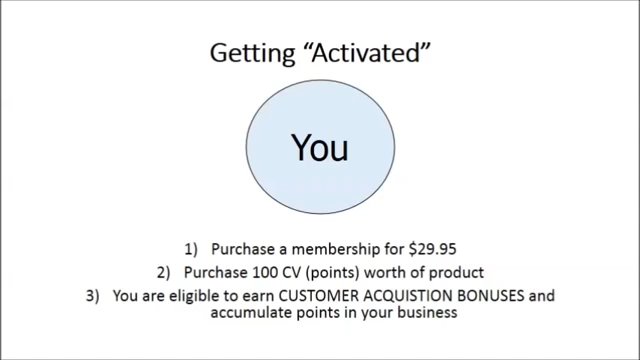 Getting “Activated”
You
1) Purchase a membership for $29.95
2) Purchase 100 CV (points) worth of product
3) You are eligible to earn CUSTOMER ACQUISTION BONUSES and
accumulate points in your business